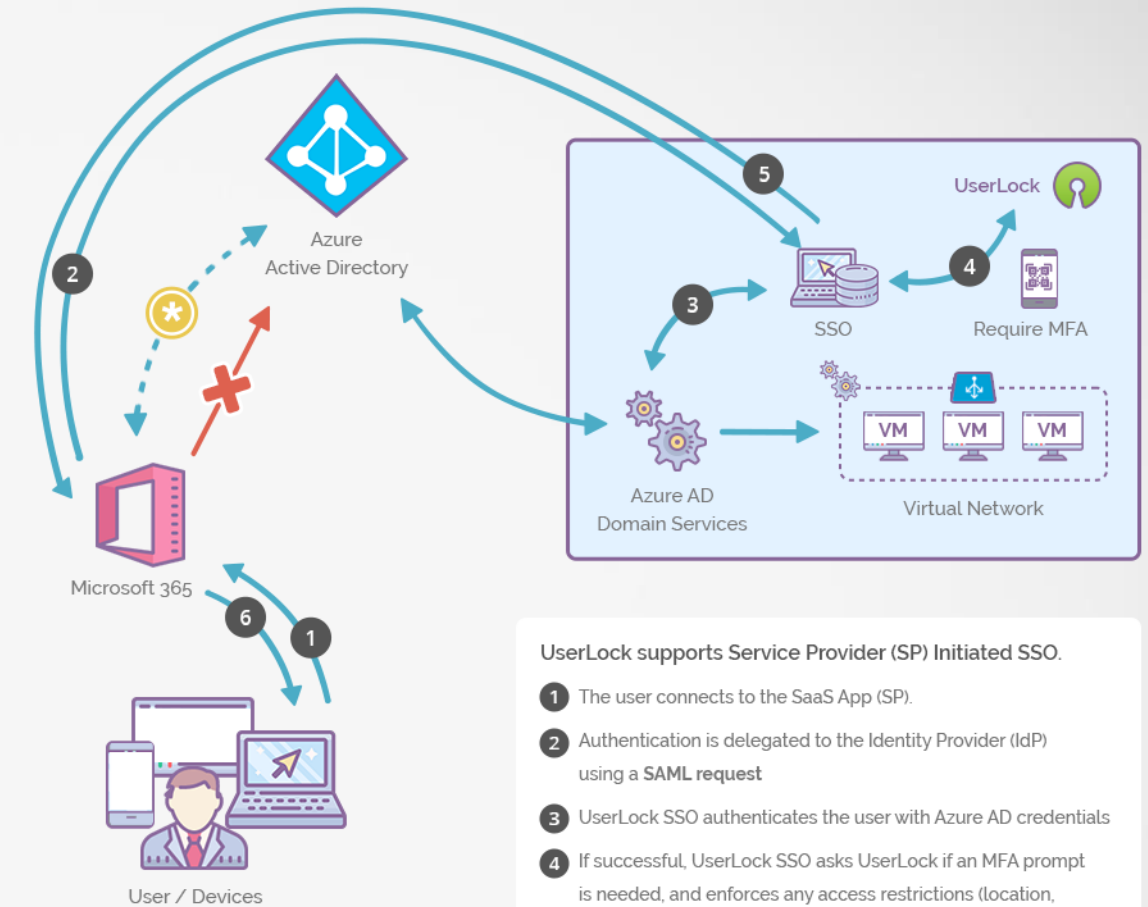 5
UserLock
2
Azure
Active Directory
4
*
3
SSO
Require MFA
VM
VM
VM
Azure AD
Domain Services
Virtual Network
Microsoft 365
6
1
User / Devices
UserLock supports Service Provider (SP) Initiated SSO.
1 The user connects to the SaaS App (SP).
2 Authentication is delegated to the Identity Provider (IdP)
using a SAML request
3 UserLock SSO authenticates the user with Azure AD credentials
4 If successful, UserLock SSO asks UserLock if an MFA prompt
is needed, and enforces any access restrictions (location,